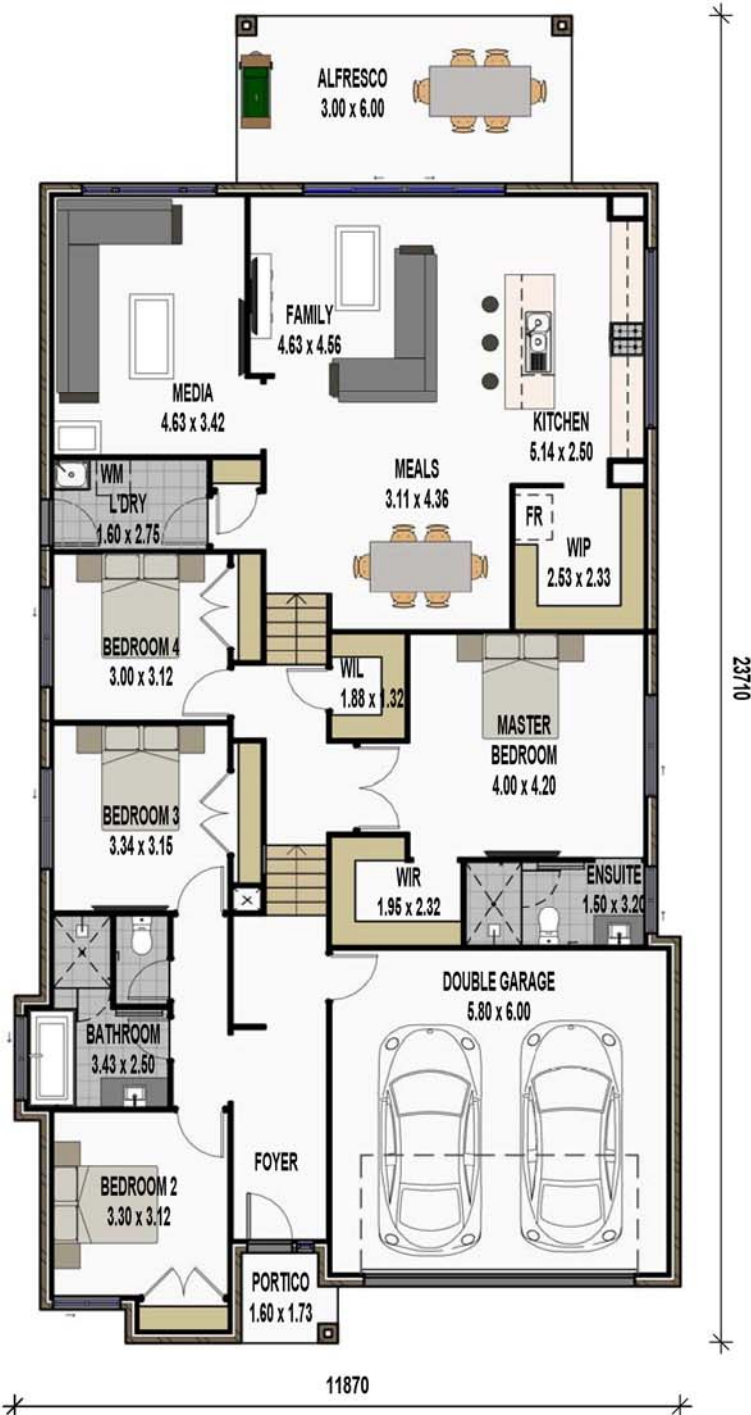 ALFRESCO
3.00 x 6.00
FAMILY
4.63 x 4.56
MEDIA
4.63 x 3.42
KITCHEN
5.14 x 2.50
MEALS
3.11 x 4.36
WM
L'DRY
1.60 x 2.75
FR
WIP
2.53 x 2.33
BEDROOM 4
3.00 x 3.12
WIL
1.88 x 1.32
MASTER
BEDROOM
4.00 x 4.20
23710
BEDROOM 3
3.34 x 3.15
WIR
1.95 x 2.32
ENSUITE
1.50 x 3.20
DOUBLE GARAGE
5.80 x 6.00
BATHROOM
3.43 x 2.50
FOYER
BEDROOM 2
3.30 x 3.12
PORTICO
1.60 x 1.73
11870